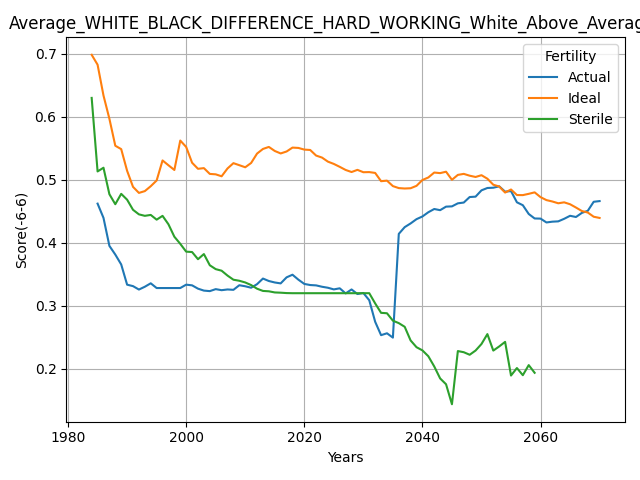 Average_WHITE_BLACK_DIFFERENCE_HARD_WORKING_White_Above_Averag
Fertility
Actual
Ideal
Sterile
Score(-6-6)
0.7
0.6
0.5
0.4
0.3
0.2
1980 2000 2020 2040 2060
Years